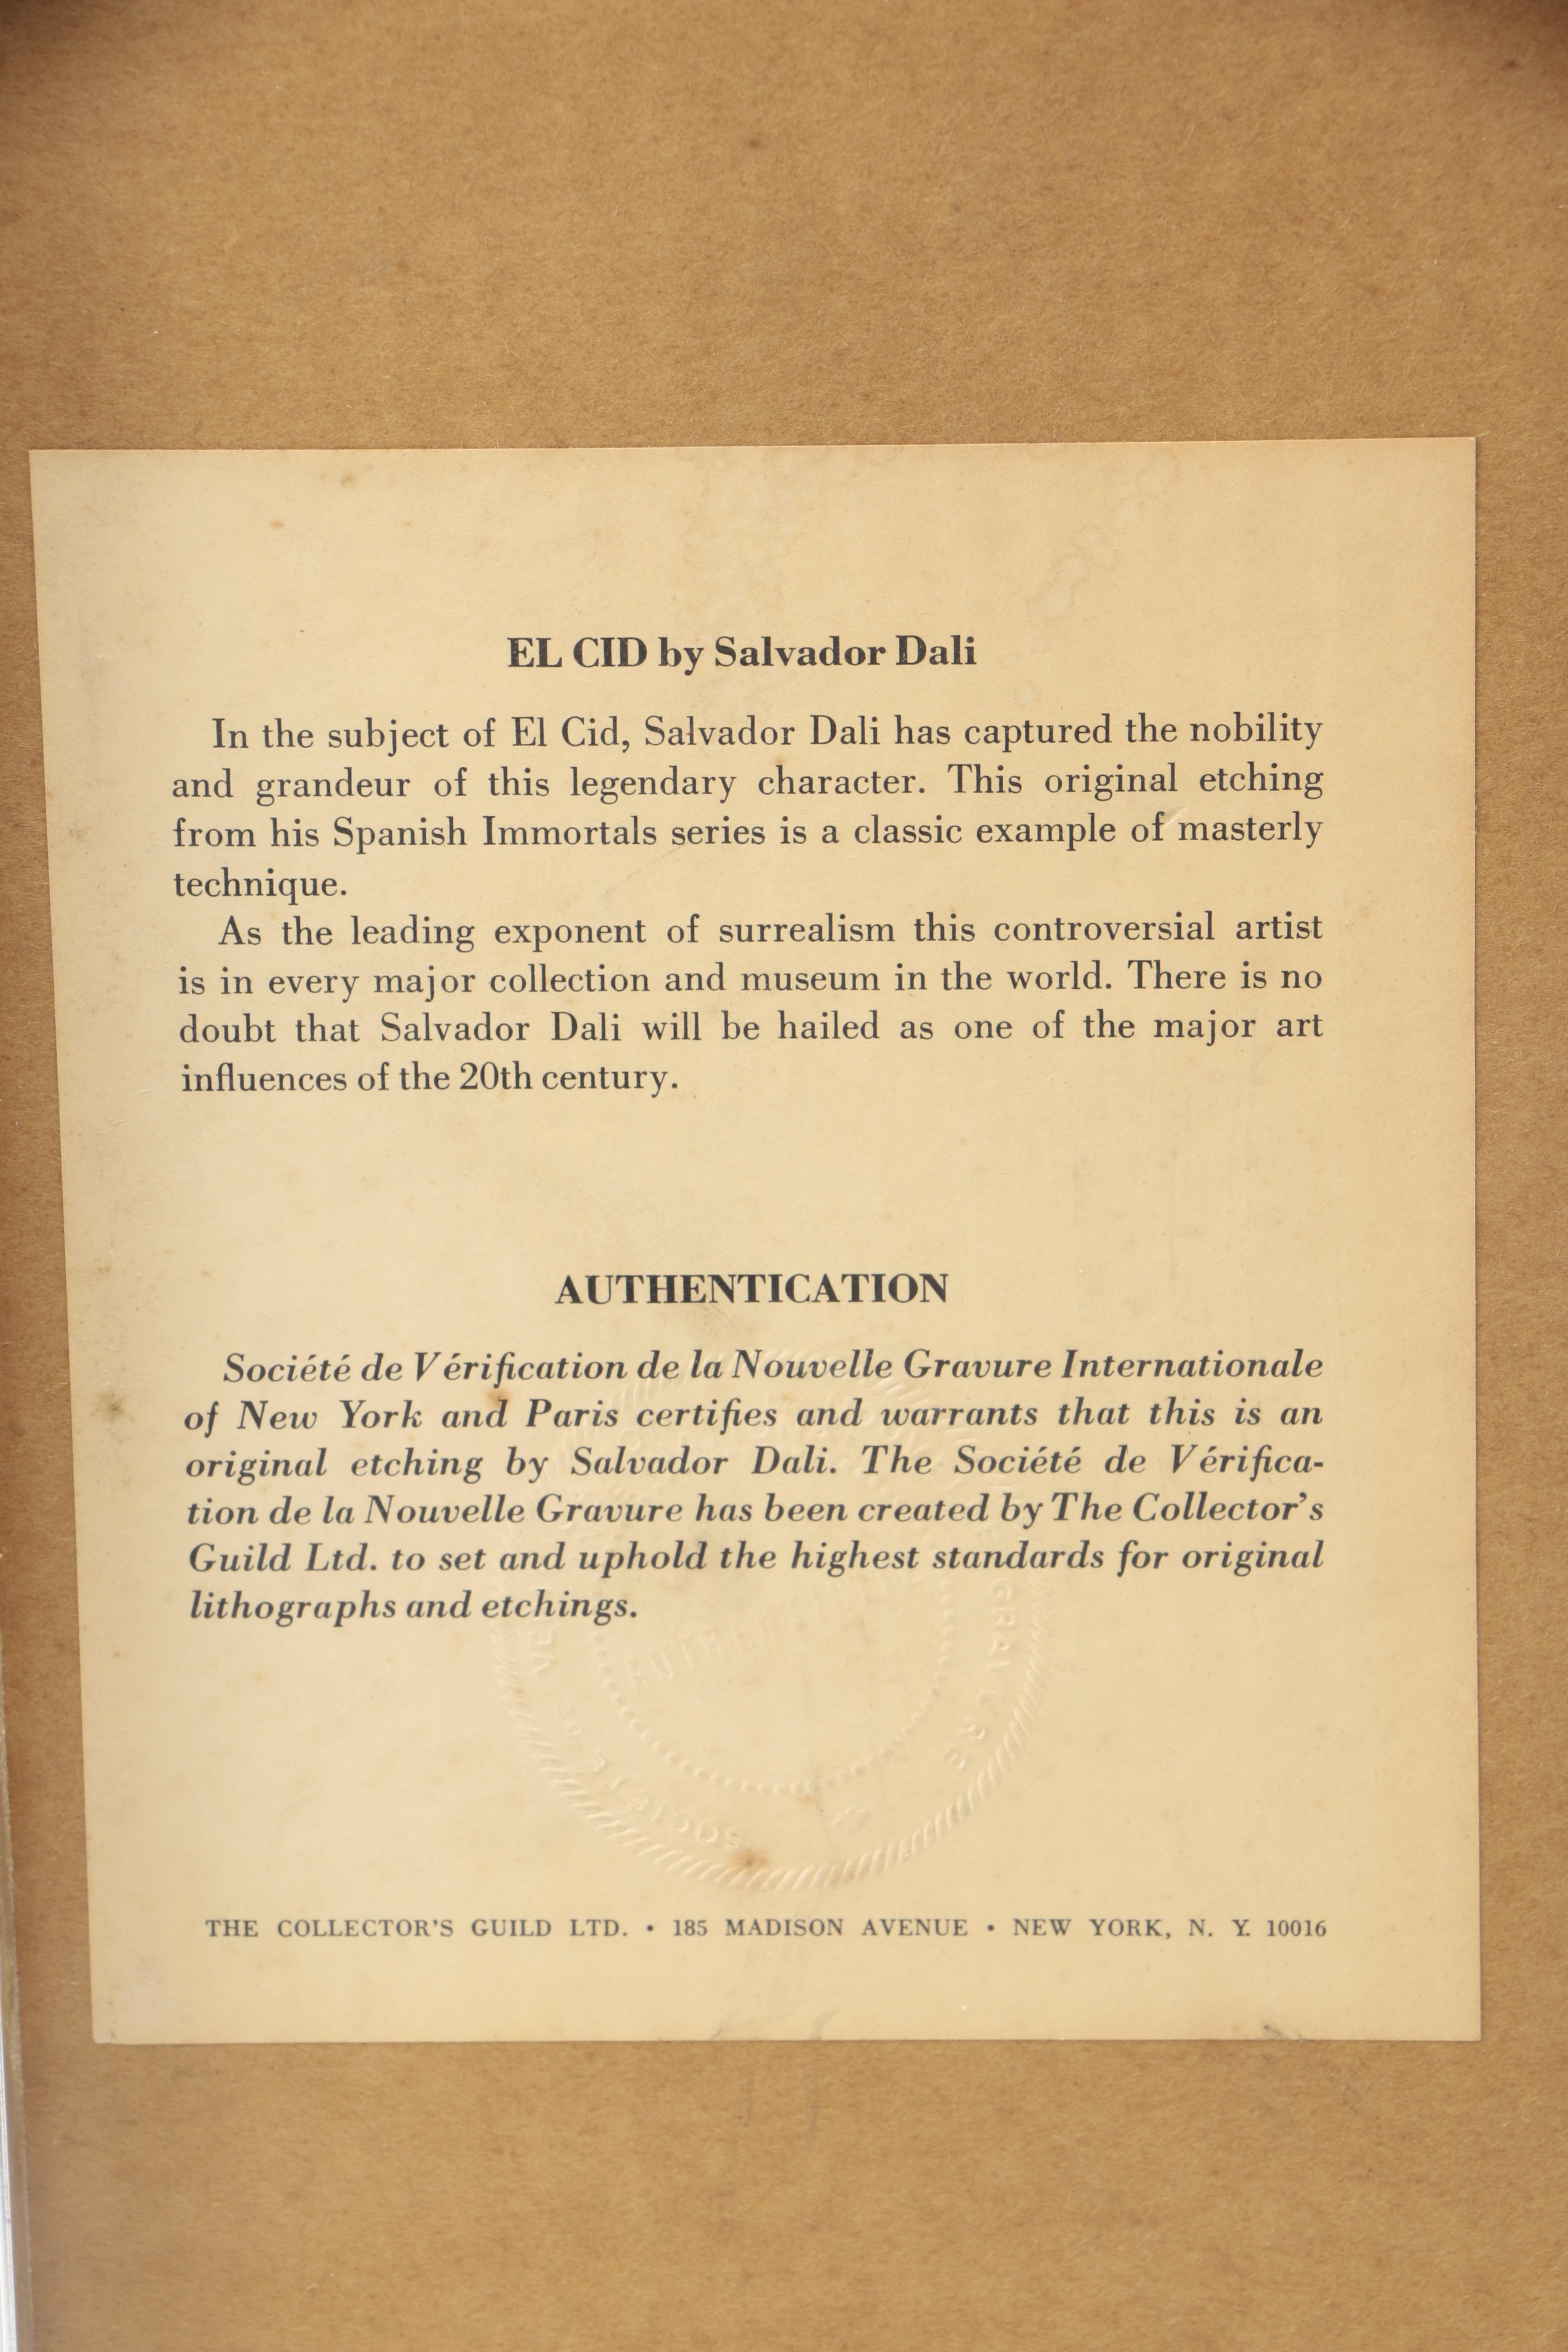 EL CID by Salvador Dali
In the subject of El Cid, Salvador Dali has captured the nobility
and grandeur of this legendary character. This original etching
from his Spanish Immortals series is a classic example of masterly
technique.
As the leading exponent of surrealism this controversial artist
is in every major collection and museum in the world. There is no
doubt that Salvador Dali will be hailed as one of the major art
influences of the 20th century.
AUTHENTICATION
Société de Vérification de la Nouvelle Gravure Internationale
of New York and Paris certifies and warrants that this is an
original etching by Salvador Dali. The Société de Vérifica-
tion de la Nouvelle Gravure has been created by The Collector's
Guild Ltd. to set and uphold the highest standards for original
lithographs and etchings.
THE COLLECTOR'S GUILD LTD. • 185 MADISON AVENUE • NEW YORK, N. Y. 10016